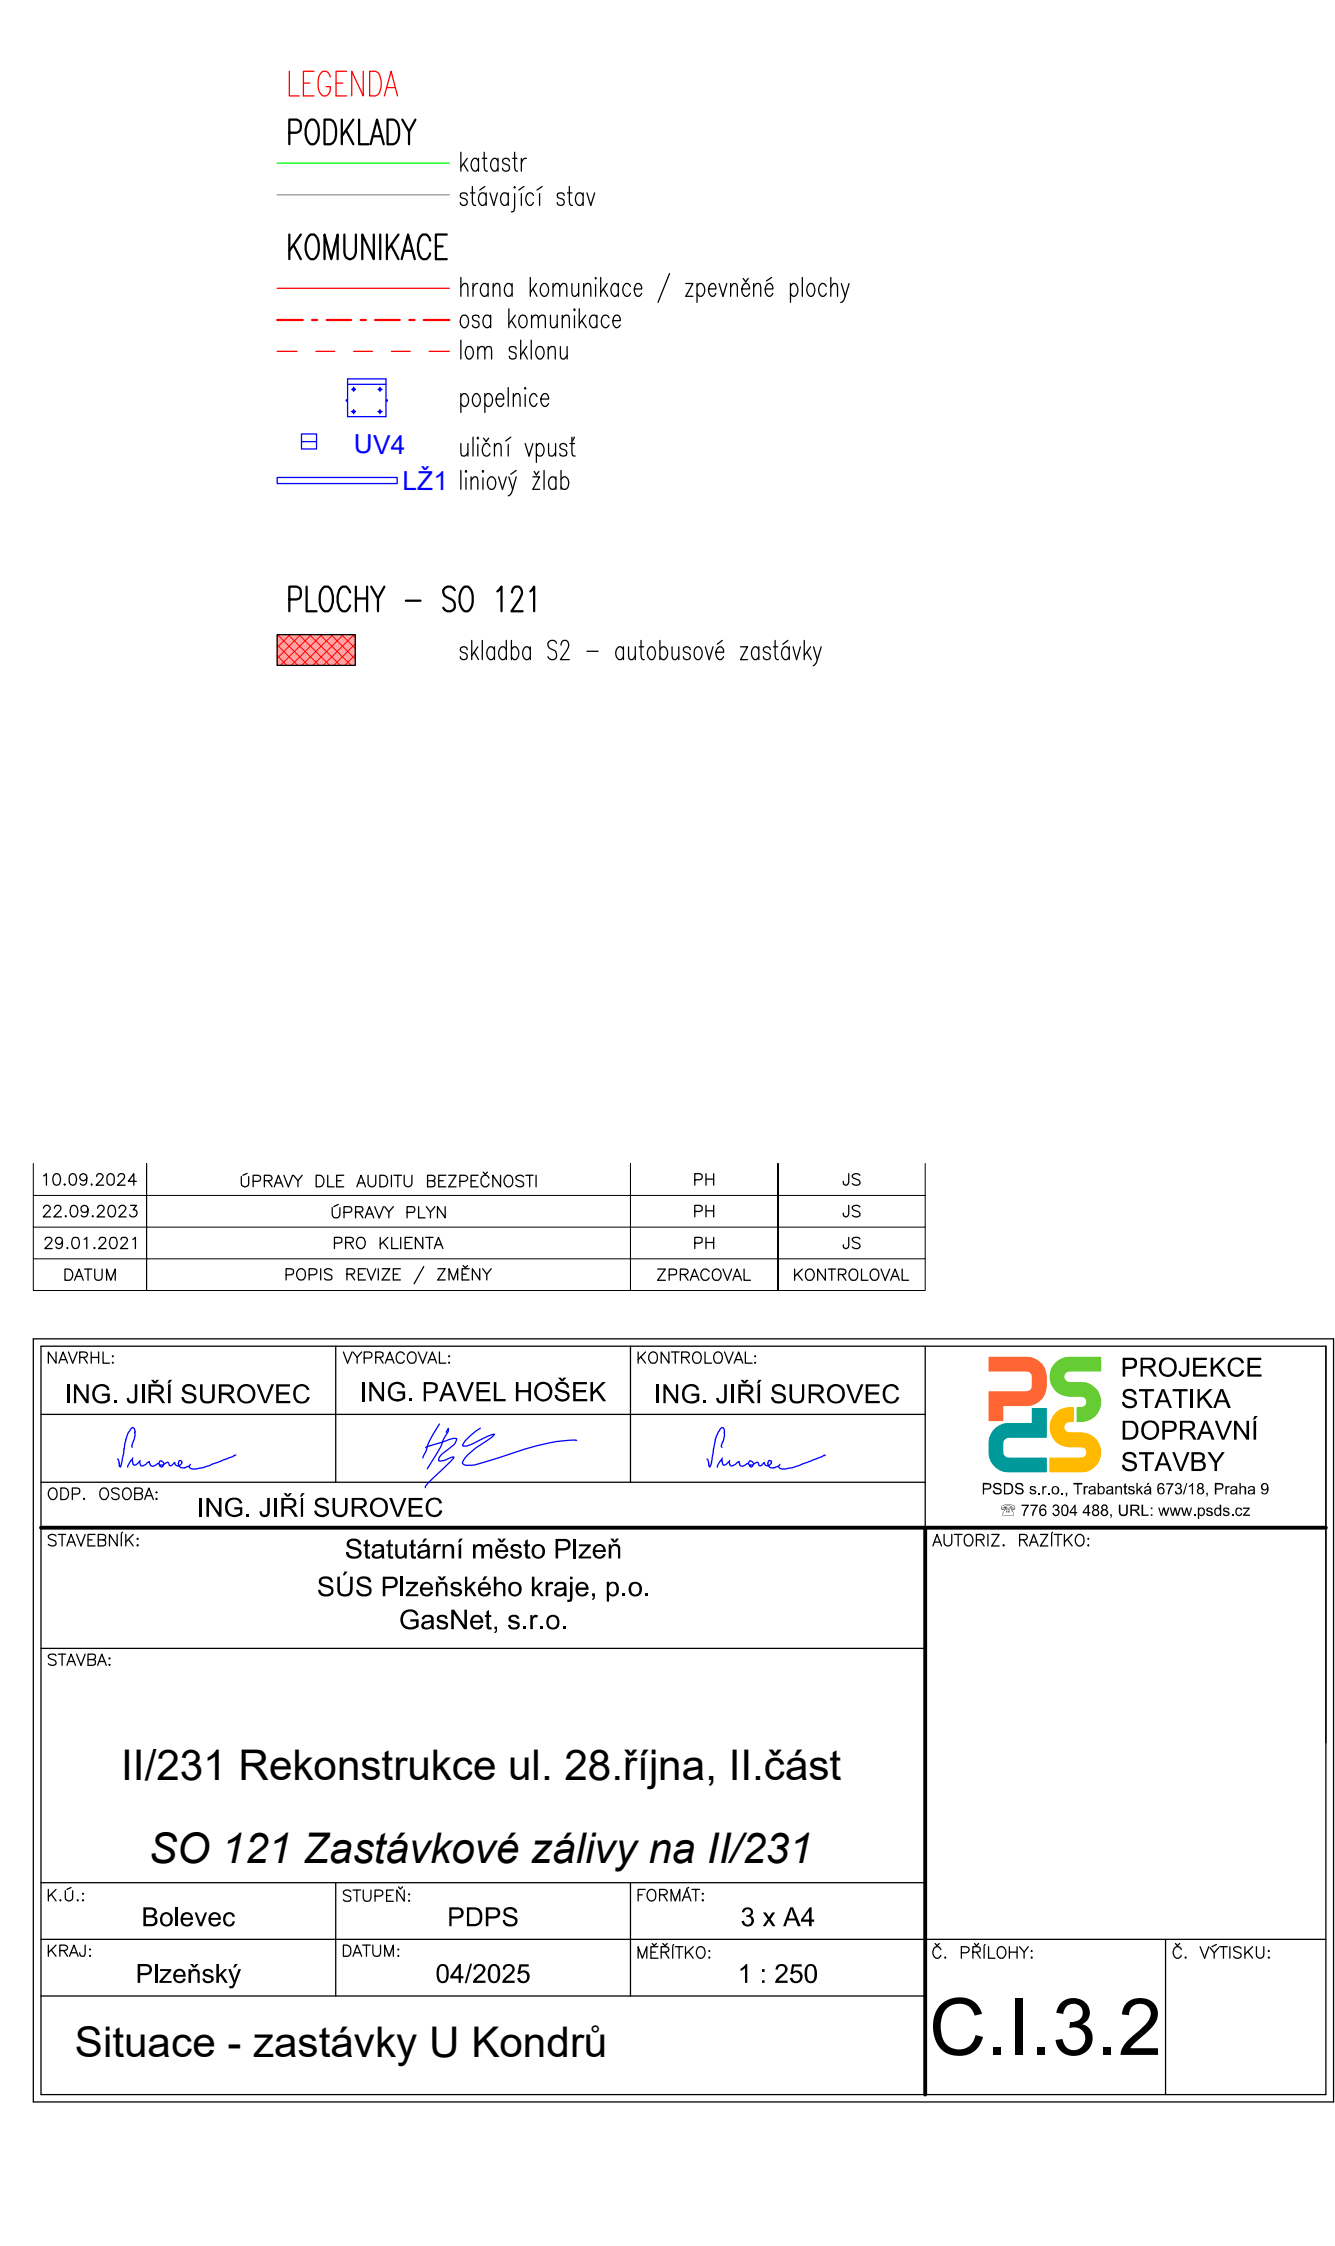 LEGENDA
PODKLADY
katastr
stávající stav
KOMUNIKACE
hrana komunikace / zpevněné plochy
osa komunikace
lom sklonu
popelnice
UV4 uliční vpusť
LŽ1 liniový žlab
PLOCHY – SO 121
skladba S2 – autobusové zastávky
10.09.2024 ÚPRAVY DLE AUDITU BEZPEČNOSTI PH JS
22.09.2023 ÚPRAVY PLYN PH JS
29.01.2021 PRO KLIENTA PH JS
DATUM POPIS REVIZE / ZMĚNY ZPRACOVAL KONTROLOVAL
NAVRHL: VYPRACOVAL: KONTROLOVAL:
ING. JIŘÍ SUROVEC ING. PAVEL HOŠEK ING. JIŘÍ SUROVEC
PSDS
PROJEKCE
STATIKA
DOPRAVNÍ
STAVBY
PSDS s.r.o., Trabantská 673/18, Praha 9
☏ 776 304 488, URL: www.psds.cz
ODP. OSOBA: ING. JIŘÍ SUROVEC
STAVEBNÍK: Statutární město Plzeň
SÚS Plzeňského kraje, p.o.
GasNet, s.r.o.
AUTORIZ. RAZÍTKO:
STAVBA:
II/231 Rekonstrukce ul. 28.října, II.část
SO 121 Zastávkové zálivy na II/231
K.Ú.: Bolevec STUPEŇ: PDPS FORMÁT: 3 x A4
KRAJ: Plzeňský DATUM: 04/2025 MĚŘÍTKO: 1 : 250
Č. PŘÍLOHY: Č. VÝTISKU:
Situace - zastávky U Kondrů
C.I.3.2